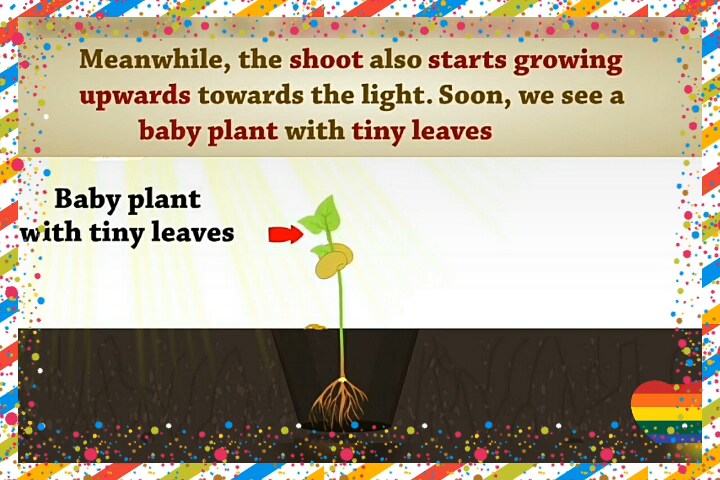 Meanwhile, the shoot also starts growing
upwards towards the light. Soon, we see a
baby plant with tiny leaves
Baby plant
with tiny leaves